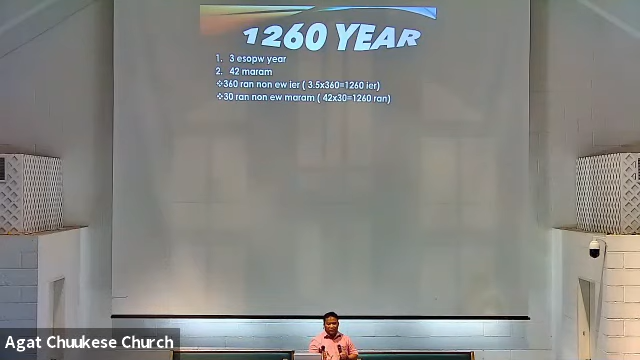 1260 YEAR
1. 3 esopw year
2. 42 maram
❖360 ran non ew ier ( 3.5x360=1260 ier)
❖30 ran non ew maram ( 42x30=1260 ran)
Agat Chuukese Church